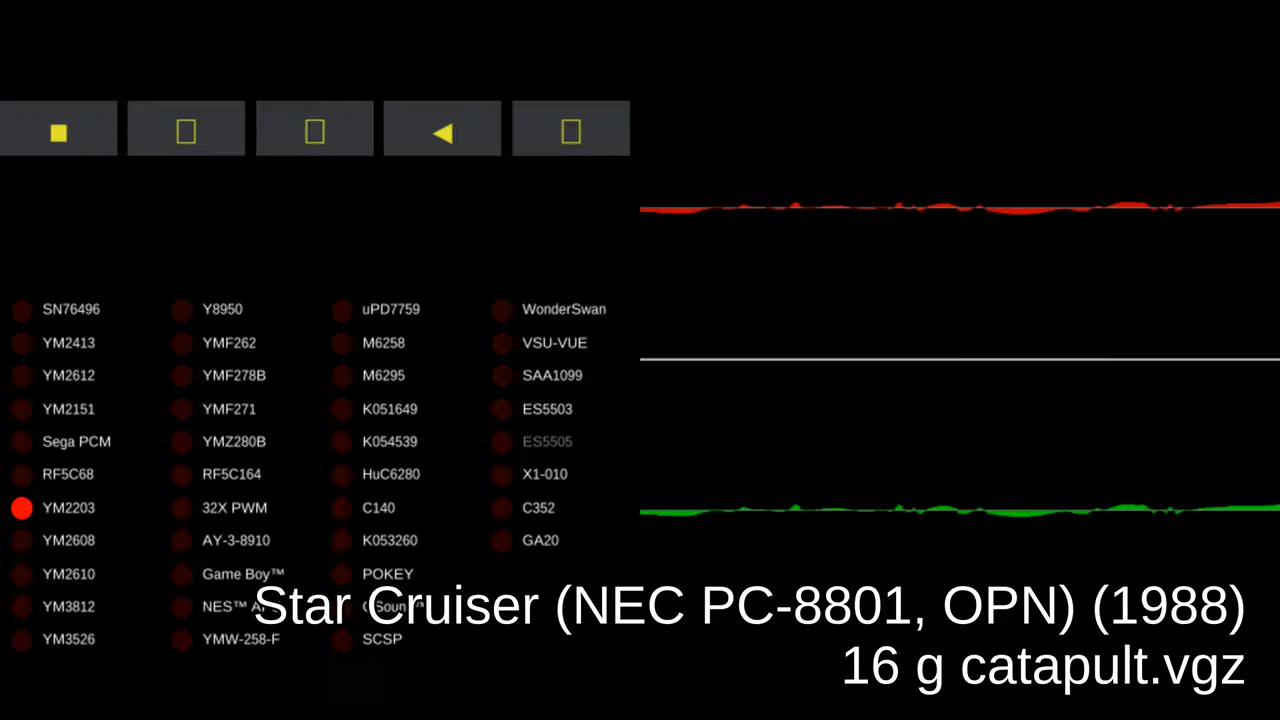 SN76496 Y8950 uPD7759 WonderSwan
YM2413 YMF262 M6258 VSU-VUE
YM2612 YMF278B M6295 SAA1099
YM2151 YMF271 K051649 ES5503
Sega PCM YMZ280B K054539 ES5505
RF5C68 RF5C164 HuC6280 X1-010
YM2203 32X PWM C140 C352
YM2608 AY-3-8910 K053260 GA20
YM2610 Game Boy™ POKEY
YM3812 NES™
YM3526 YMW-258-F SCSP
Star Cruiser (NEC PC-8801, OPN) (1988)
16 g catapult.vgz